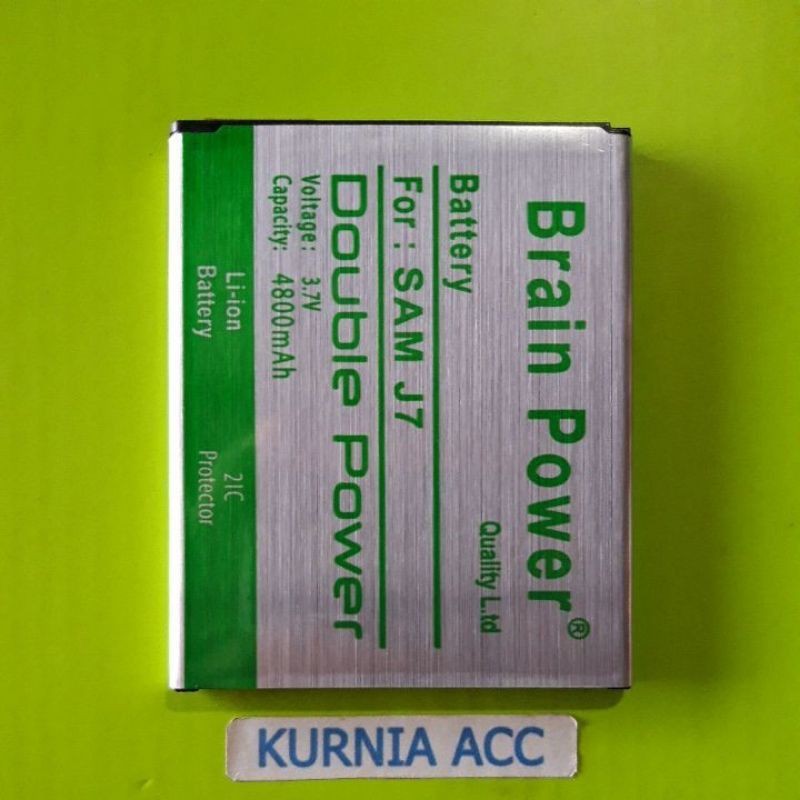 Brain Power®
Quality L.td
Battery
For : SAM J7
Double Power
Voltage: 3.7V
Capacity: 4800mAh
Li-ion 2IC
Battery Protector
KURNIA ACC